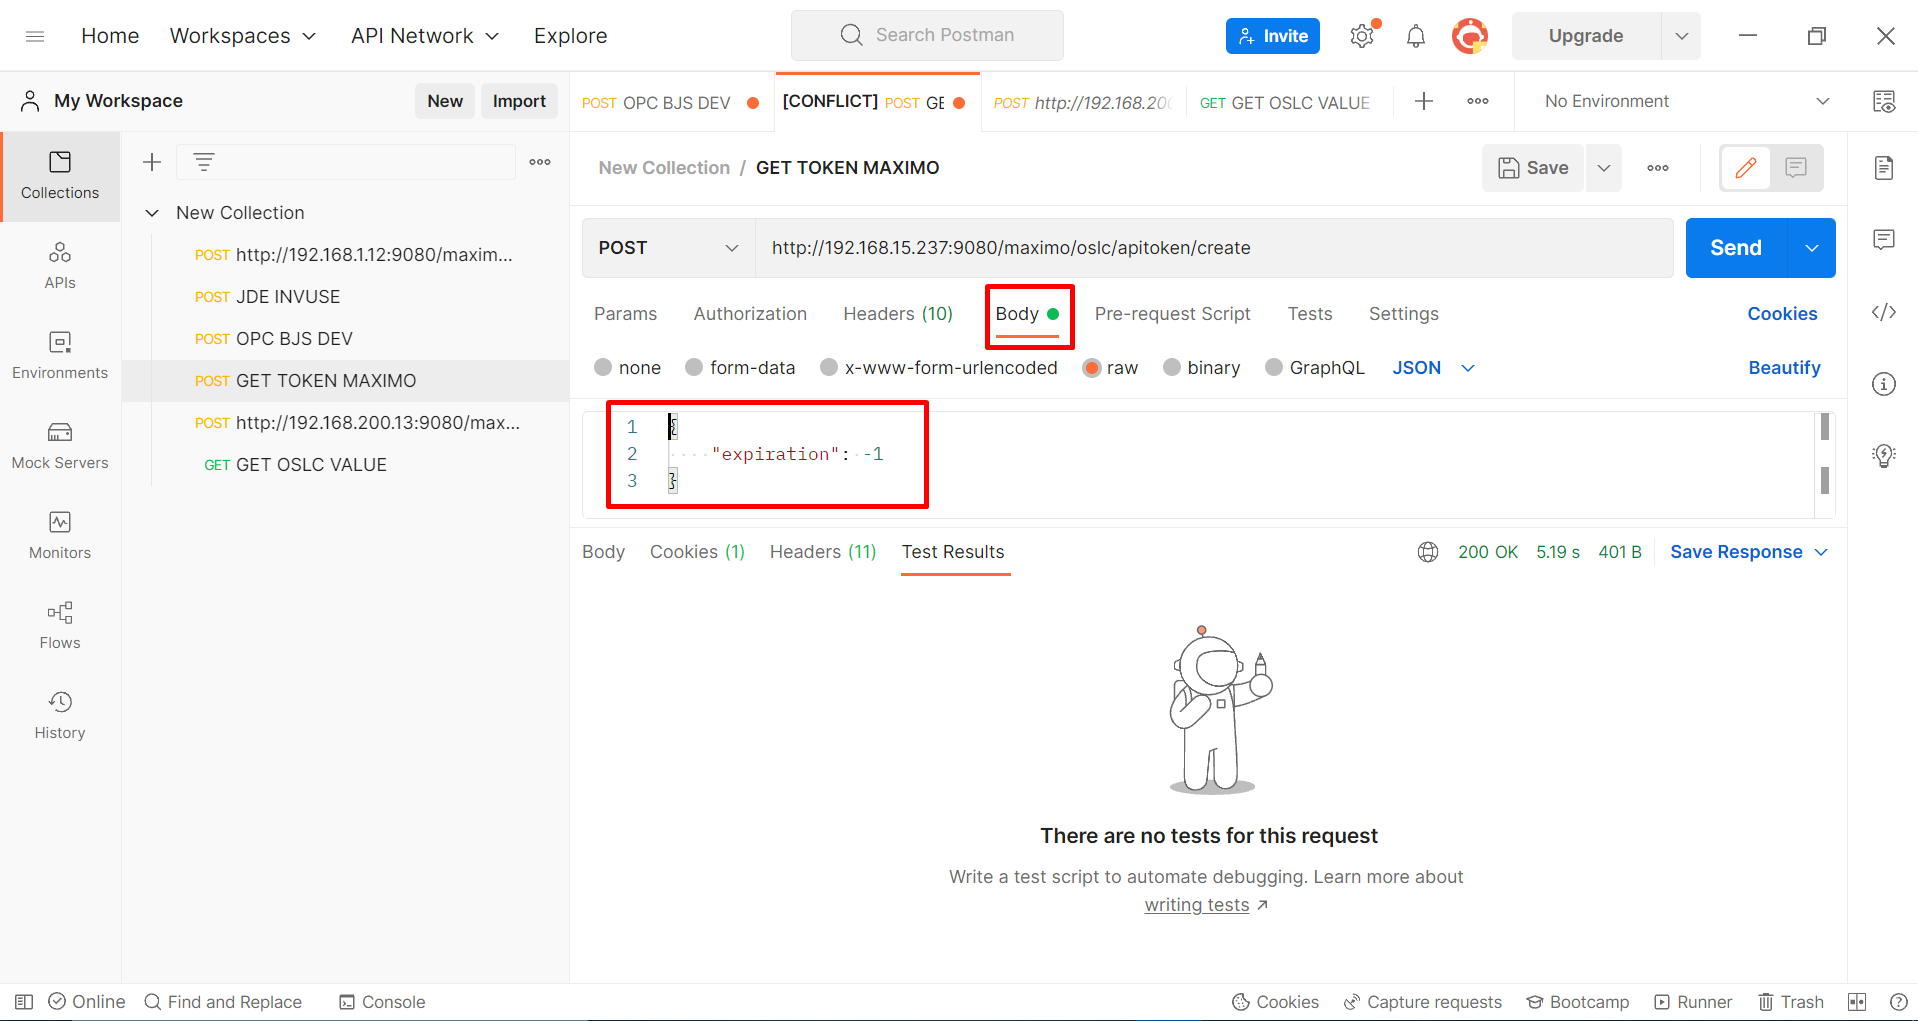 Home Workspaces API Network Explore Search Postman Invite Upgrade
My Workspace New Import
POST OPC BJS DEV [CONFLICT] POST GE POST http://192.168.20 GET GET OSLC VALUE No Environment
Collections
APIs
Environments
Mock Servers
Monitors
Flows
History
New Collection
POST http://192.168.1.12:9080/maxim...
POST JDE INVUSE
POST OPC BJS DEV
POST GET TOKEN MAXIMO
POST http://192.168.200.13:9080/max...
GET GET OSLC VALUE
New Collection / GET TOKEN MAXIMO Save
POST http://192.168.15.237:9080/maximo/oslc/apitoken/create Send
Params Authorization Headers (10) Body Pre-request Script Tests Settings Cookies
none form-data x-www-form-urlencoded raw binary GraphQL JSON Beautify
1 {
2 "expiration": -1
3 }
Body Cookies (1) Headers (11) Test Results 200 OK 5.19 s 401 B Save Response
There are no tests for this request
Write a test script to automate debugging. Learn more about
writing tests ↗
Online Find and Replace Console Cookies Capture requests Bootcamp Runner Trash